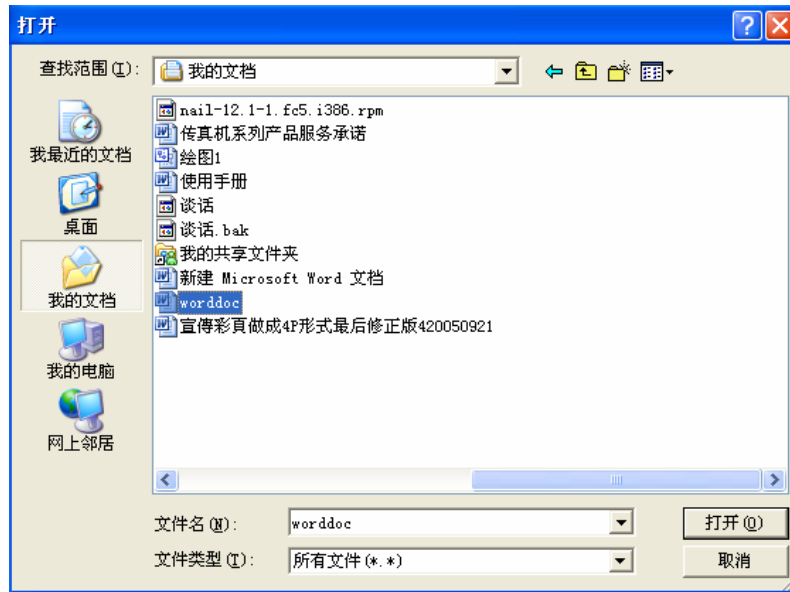 打开
查找范围(I):
我的文档
我最近的文档
桌面
我的文档
我的电脑
网上邻居
nail-12.1-1.fc5.i386.rpm
传真机系列产品服务承诺
绘图1
使用手册
谈话
谈话.bak
我的共享文件夹
新建 Microsoft Word 文档
worddoc
宣傳彩頁做成4P形式最后修正版420050921
文件名(N):
worddoc
打开(O)
文件类型(T):
所有文件(*.*)
取消